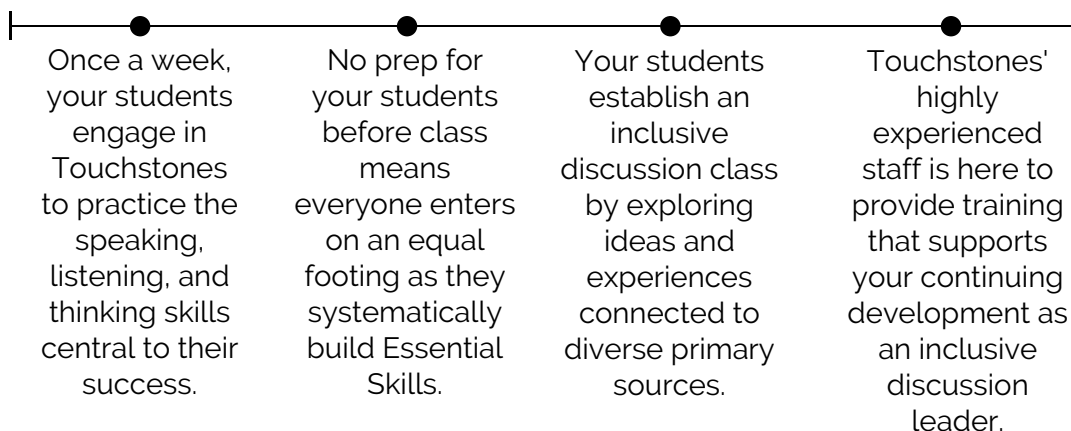 Once a week,
your students
engage in
Touchstones
to practice the
speaking,
listening, and
thinking skills
central to their
success.
No prep for
your students
before class
means
everyone enters
on an equal
footing as they
systematically
build Essential
Skills.
Your students
establish an
inclusive
discussion class
by exploring
ideas and
experiences
connected to
diverse primary
sources.
Touchstones'
highly
experienced
staff is here to
provide training
that supports
your continuing
development as
an inclusive
discussion
leader.